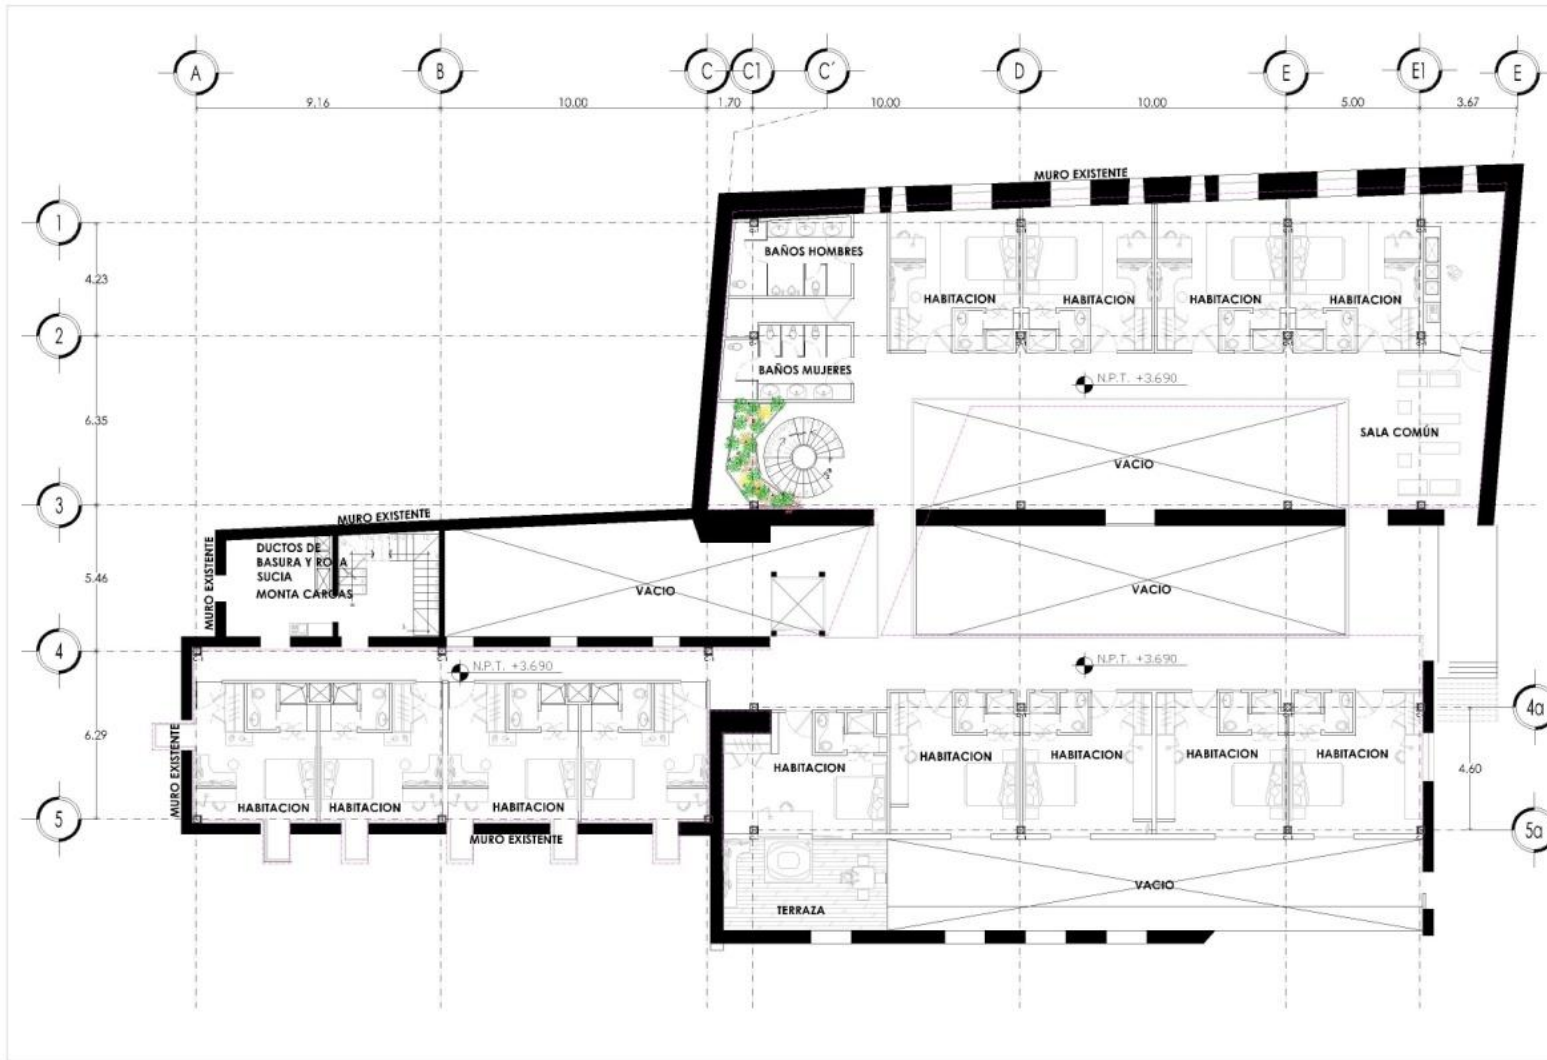 A B C C1 C´ D E E1 E
9.16 10.00 1.70 10.00 10.00 5.00 3.67
MURO EXISTENTE
1
BAÑOS HOMBRES
4.23
HABITACION HABITACION HABITACION HABITACION
2
BAÑOS MUJERES
N.P.T. +3.690
6.35
SALA COMÚN
VACIO
3
MURO EXISTENTE
DUCTOS DE
BASURA Y ROPA
SUCIA
MONTA CARGAS
MURO EXISTENTE
5.46
VACIO
VACIO
4
N.P.T. +3.690
N.P.T. +3.690
4a
6.29
MURO EXISTENTE
HABITACION HABITACION HABITACION HABITACION HABITACION
4.60
HABITACION HABITACION HABITACION
5
5a
MURO EXISTENTE
VACIO
TERRAZA